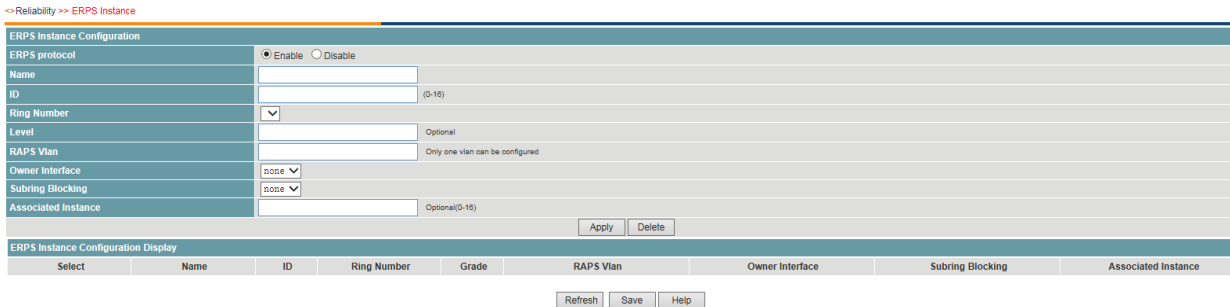 <>Reliability >> ERPS Instance
ERPS Instance Configuration
ERPS protocol Enable Disable
Name
ID (0-16)
Ring Number
Level Optional
RAPS Vlan Only one vlan can be configured
Owner Interface none
Subring Blocking none
Associated Instance Optional(0-16)
Apply Delete
ERPS Instance Configuration Display
Select Name ID Ring Number Grade RAPS Vlan Owner Interface Subring Blocking Associated Instance
Refresh Save Help